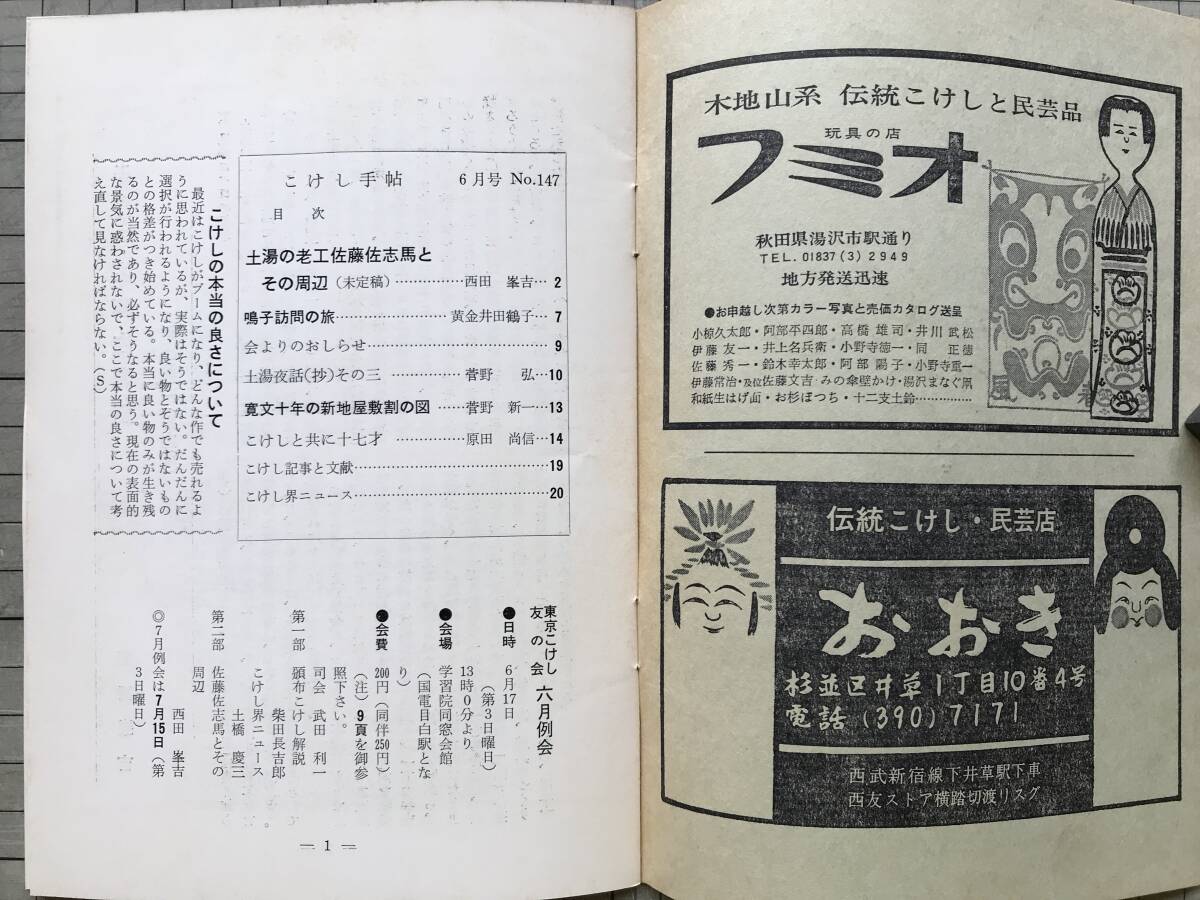 こけし手帖　6月号 No.147
目次
土湯の老工佐藤佐志馬と
その周辺（未定稿）……………西田　峯吉…2
鳴子訪問の旅…………………黄金井田鶴子…7
会よりのおしらせ……………………………9
土湯夜話（抄）その三 …………菅野　弘…10
寛文十年の新地屋敷割の図……菅野　新一…13
こけしと共に十七才 …………原田　尚信…14
こけし記事と文献……………………………19
こけし界ニュース……………………………20
こけしの本当の良さについて
最近はこけしがブームになり、どんな作でも売れるよ
うに思われているが、実際はそうではない。だんだんに
選択が行われるようになり、良い物とそうではないもの
との格差がつき始めている。本当に良い物のみが生き残
るのが当然であり、必ずそうなると思う。現在の表面的
な景気に惑わされないで、ここで本当の良さについて考
え直して見なければならない。（S）
東京こけし
友の会　六月例会
●日時　6月17日
（第3日曜日）
13時0分より
●会場　学習院同窓会館
（国電目白駅とな
り）
●会費　200円（同伴250円）
（注）9頁を御参
照下さい。
司会　武田　利一
第一部　頒布こけし解説
柴田長吉郎
こけし界ニュース
土橋　慶三
第二部　佐藤佐志馬とその
周辺
西田　峯吉
◎7月例会は7月15日（第
3日曜日）
— 1 —
木地山系 伝統こけしと民芸品
玩具の店
フミオ
秋田県湯沢市駅通り
TEL. 01837 (3) 2949
地方発送迅速
●お申越し次第カラー写真と売価カタログ送呈
小椋久太郎・阿部平四郎・高橋雄司・井川武松
伊藤友一・井上名兵衛・小野寺徳一・同　正徳
佐藤秀一・鈴木幸太郎・阿部陽子・小野寺重一
伊藤常治・及位佐藤文吉・みの傘壁かけ・湯沢まなぐ凧
和紙生はげ面・お杉ぼっち・十二支土鈴……………
伝統こけし・民芸店
おおき
杉並区井草1丁目10番4号
電話 (390) 7171
西武新宿線下井草駅下車
西友ストア横踏切渡リスグ